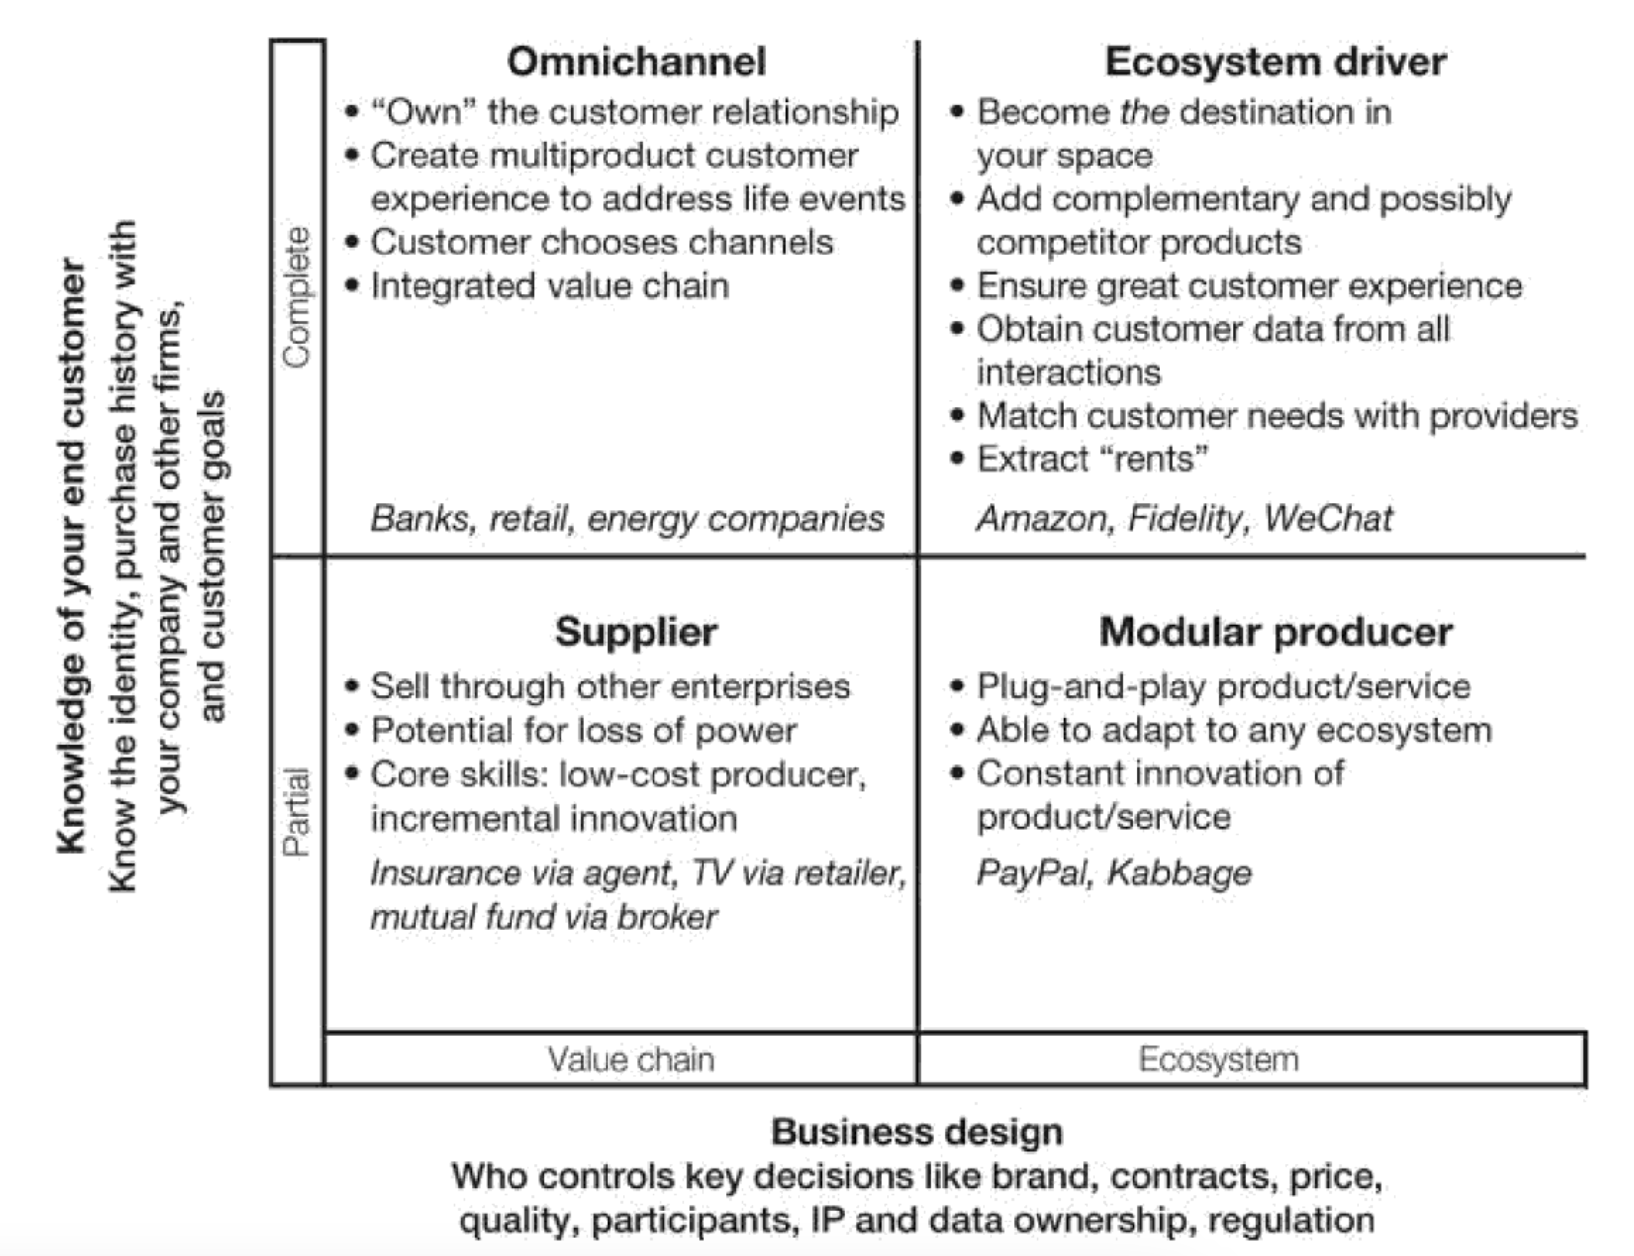 Knowledge of your end customer
Know the identity, purchase history with
your company and other firms,
and customer goals
Complete
Omnichannel
• “Own” the customer relationship
• Create multiproduct customer
experience to address life events
• Customer chooses channels
• Integrated value chain
Banks, retail, energy companies
Ecosystem driver
• Become the destination in
your space
• Add complementary and possibly
competitor products
• Ensure great customer experience
• Obtain customer data from all
interactions
• Match customer needs with providers
• Extract “rents”
Amazon, Fidelity, WeChat
Partial
Supplier
• Sell through other enterprises
• Potential for loss of power
• Core skills: low-cost producer,
incremental innovation
Insurance via agent, TV via retailer,
mutual fund via broker
Modular producer
• Plug-and-play product/service
• Able to adapt to any ecosystem
• Constant innovation of
product/service
PayPal, Kabbage
Value chain
Ecosystem
Business design
Who controls key decisions like brand, contracts, price,
quality, participants, IP and data ownership, regulation